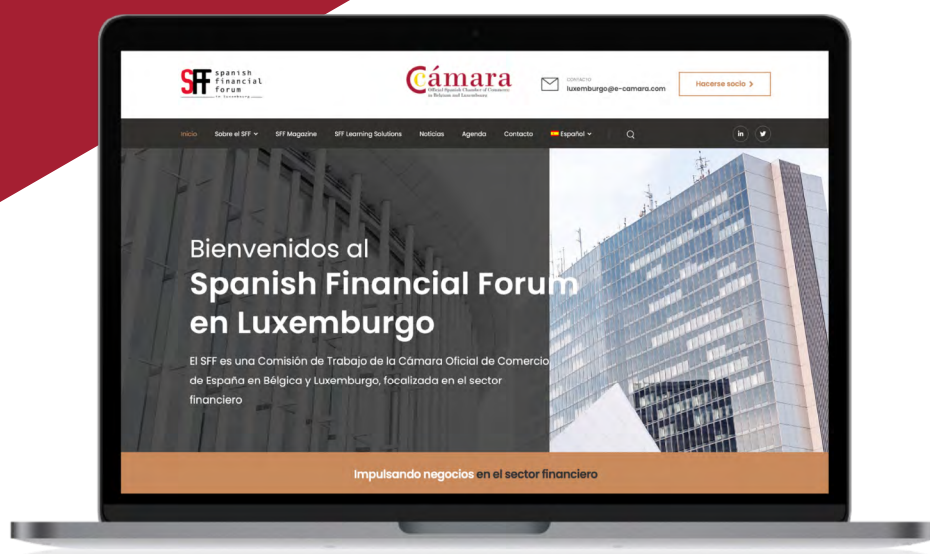 SFF
spanish
financial
forum
in luxembourg
Cámara
Official Spanish Chamber of Commerce
in Belgium and Luxembourg
CONTACTO
luxemburgo@e-camara.com
Hacerse socio >
Inicio
Sobre el SFF
SFF Magazine
SFF Learning Solutions
Noticias
Agenda
Contacto
Español
in
Bienvenidos al
Spanish Financial Forum
en Luxemburgo
El SFF es una Comisión de Trabajo de la Cámara Oficial de Comercio
de España en Bélgica y Luxemburgo, focalizada en el sector
financiero
Impulsando negocios en el sector financiero